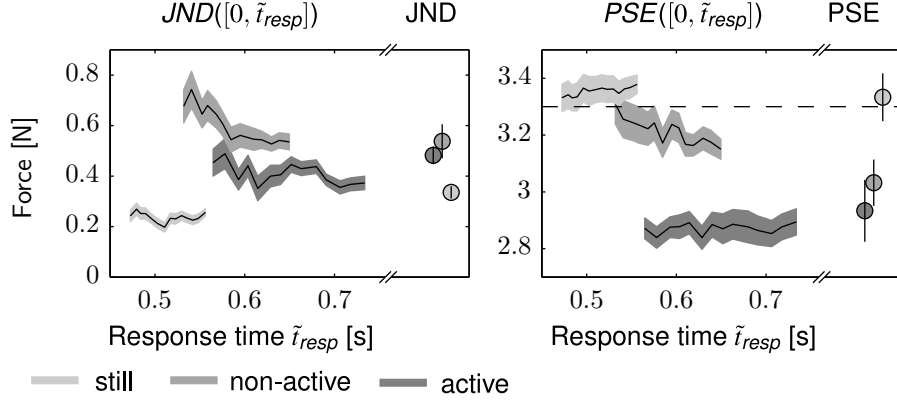 JND([0, t̃resp]) JND PSE([0, t̃resp]) PSE
0.8 3.4
0.6 3.2
Force [N]
0.4 3
0.2 2.8
0
0.5 0.6 0.7 0.5 0.6 0.7
Response time t̃resp [s] Response time t̃resp [s]
still non-active active